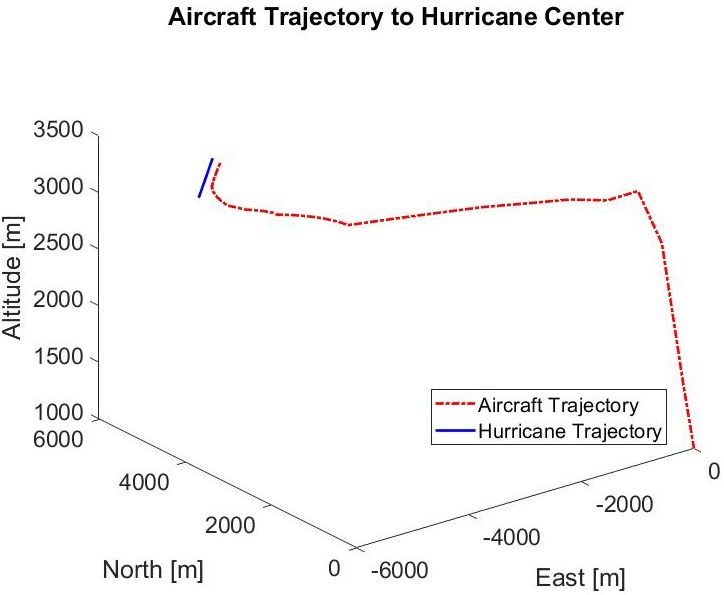 Aircraft Trajectory to Hurricane Center
3500
3000
2500
2000
1500
1000
Altitude [m]
6000
4000
2000
0
North [m]
-6000
-4000
-2000
0
East [m]
Aircraft Trajectory
Hurricane Trajectory